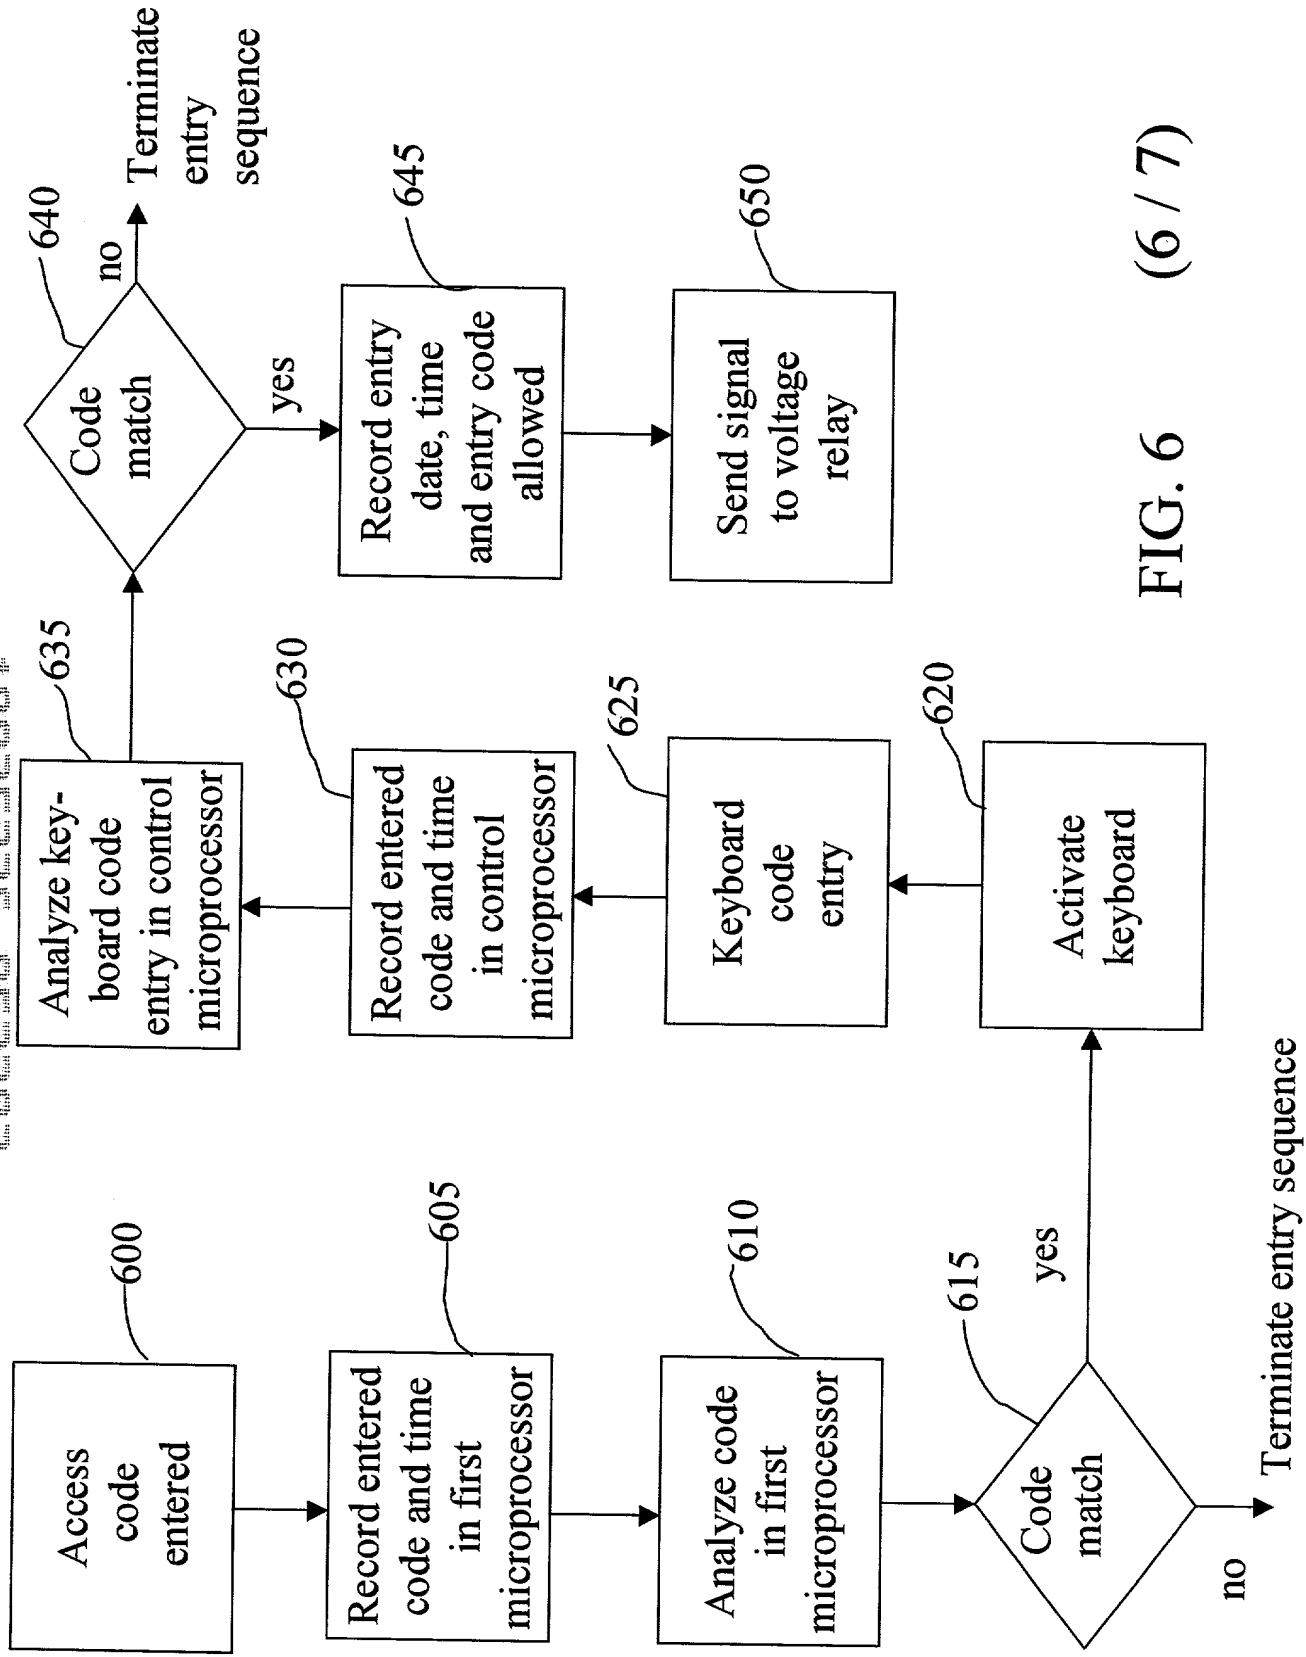 Access
code
entered
600
Record entered
code and time
in first
microprocessor
605
Analyze code
in first
microprocessor
610
Code
match
615
yes
no
Terminate entry sequence
Activate
keyboard
620
Keyboard
code
entry
625
Record entered
code and time
in control
microprocessor
630
Analyze key-
board code
entry in control
microprocessor
635
Code
match
640
no
Terminate
entry
sequence
yes
Record entry
date, time
and entry code
allowed
645
Send signal
to voltage
relay
650
FIG. 6
(6 / 7)